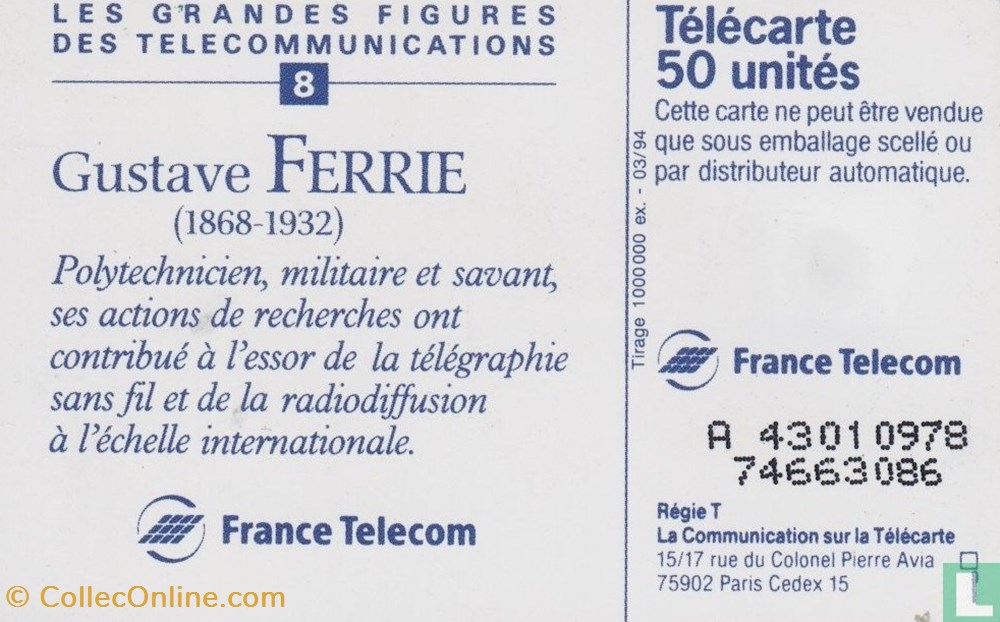 LES GRANDES FIGURES
DES TELECOMMUNICATIONS
8
Gustave FERRIE
(1868-1932)
Polytechnicien, militaire et savant,
ses actions de recherches ont
contribué à l'essor de la télégraphie
sans fil et de la radiodiffusion
à l'échelle internationale.
France Telecom
Tirage 1000000 ex. - 03/94
Télécarte
50 unités
Cette carte ne peut être vendue
que sous emballage scellé ou
par distributeur automatique.
France Telecom
A 43010978
74663086
Régie T
La Communication sur la Télécarte
15/17 rue du Colonel Pierre Avia
75902 Paris Cedex 15
© CollecOnline.com
L